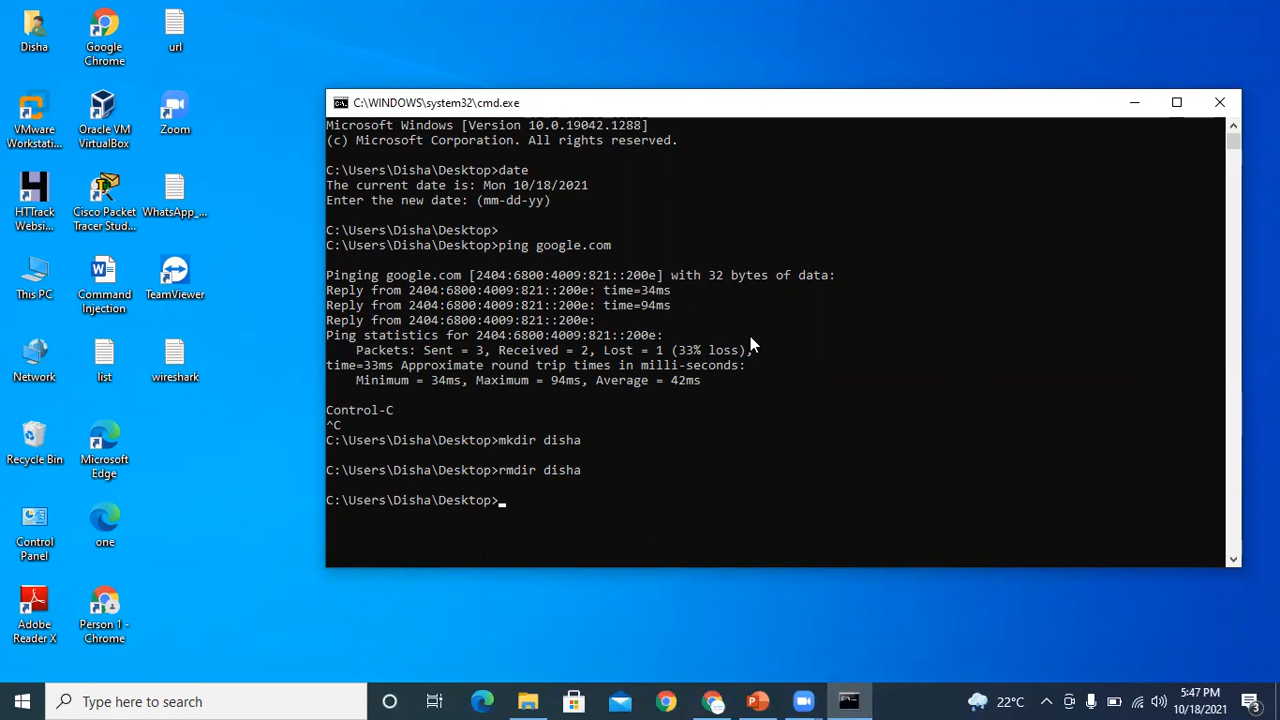 Disha
Google Chrome
url
VMware Workstati...
Oracle VM VirtualBox
Zoom
HTTrack Websi...
Cisco Packet Tracer Stud...
WhatsApp_...
This PC
Command Injection
TeamViewer
Network
list
wireshark
Recycle Bin
Microsoft Edge
Control Panel
one
Adobe Reader X
Person 1 - Chrome
C:\WINDOWS\system32\cmd.exe
Microsoft Windows [Version 10.0.19042.1288]
(c) Microsoft Corporation. All rights reserved.
C:\Users\Disha\Desktop>date
The current date is: Mon 10/18/2021
Enter the new date: (mm-dd-yy)
C:\Users\Disha\Desktop>
C:\Users\Disha\Desktop>ping google.com
Pinging google.com [2404:6800:4009:821::200e] with 32 bytes of data:
Reply from 2404:6800:4009:821::200e: time=34ms
Reply from 2404:6800:4009:821::200e: time=94ms
Reply from 2404:6800:4009:821::200e:
Ping statistics for 2404:6800:4009:821::200e:
Packets: Sent = 3, Received = 2, Lost = 1 (33% loss),
time=33ms Approximate round trip times in milli-seconds:
Minimum = 34ms, Maximum = 94ms, Average = 42ms
Control-C
^C
C:\Users\Disha\Desktop>mkdir disha
C:\Users\Disha\Desktop>rmdir disha
C:\Users\Disha\Desktop>_
Type here to search
22°C
5:47 PM
10/18/2021
3